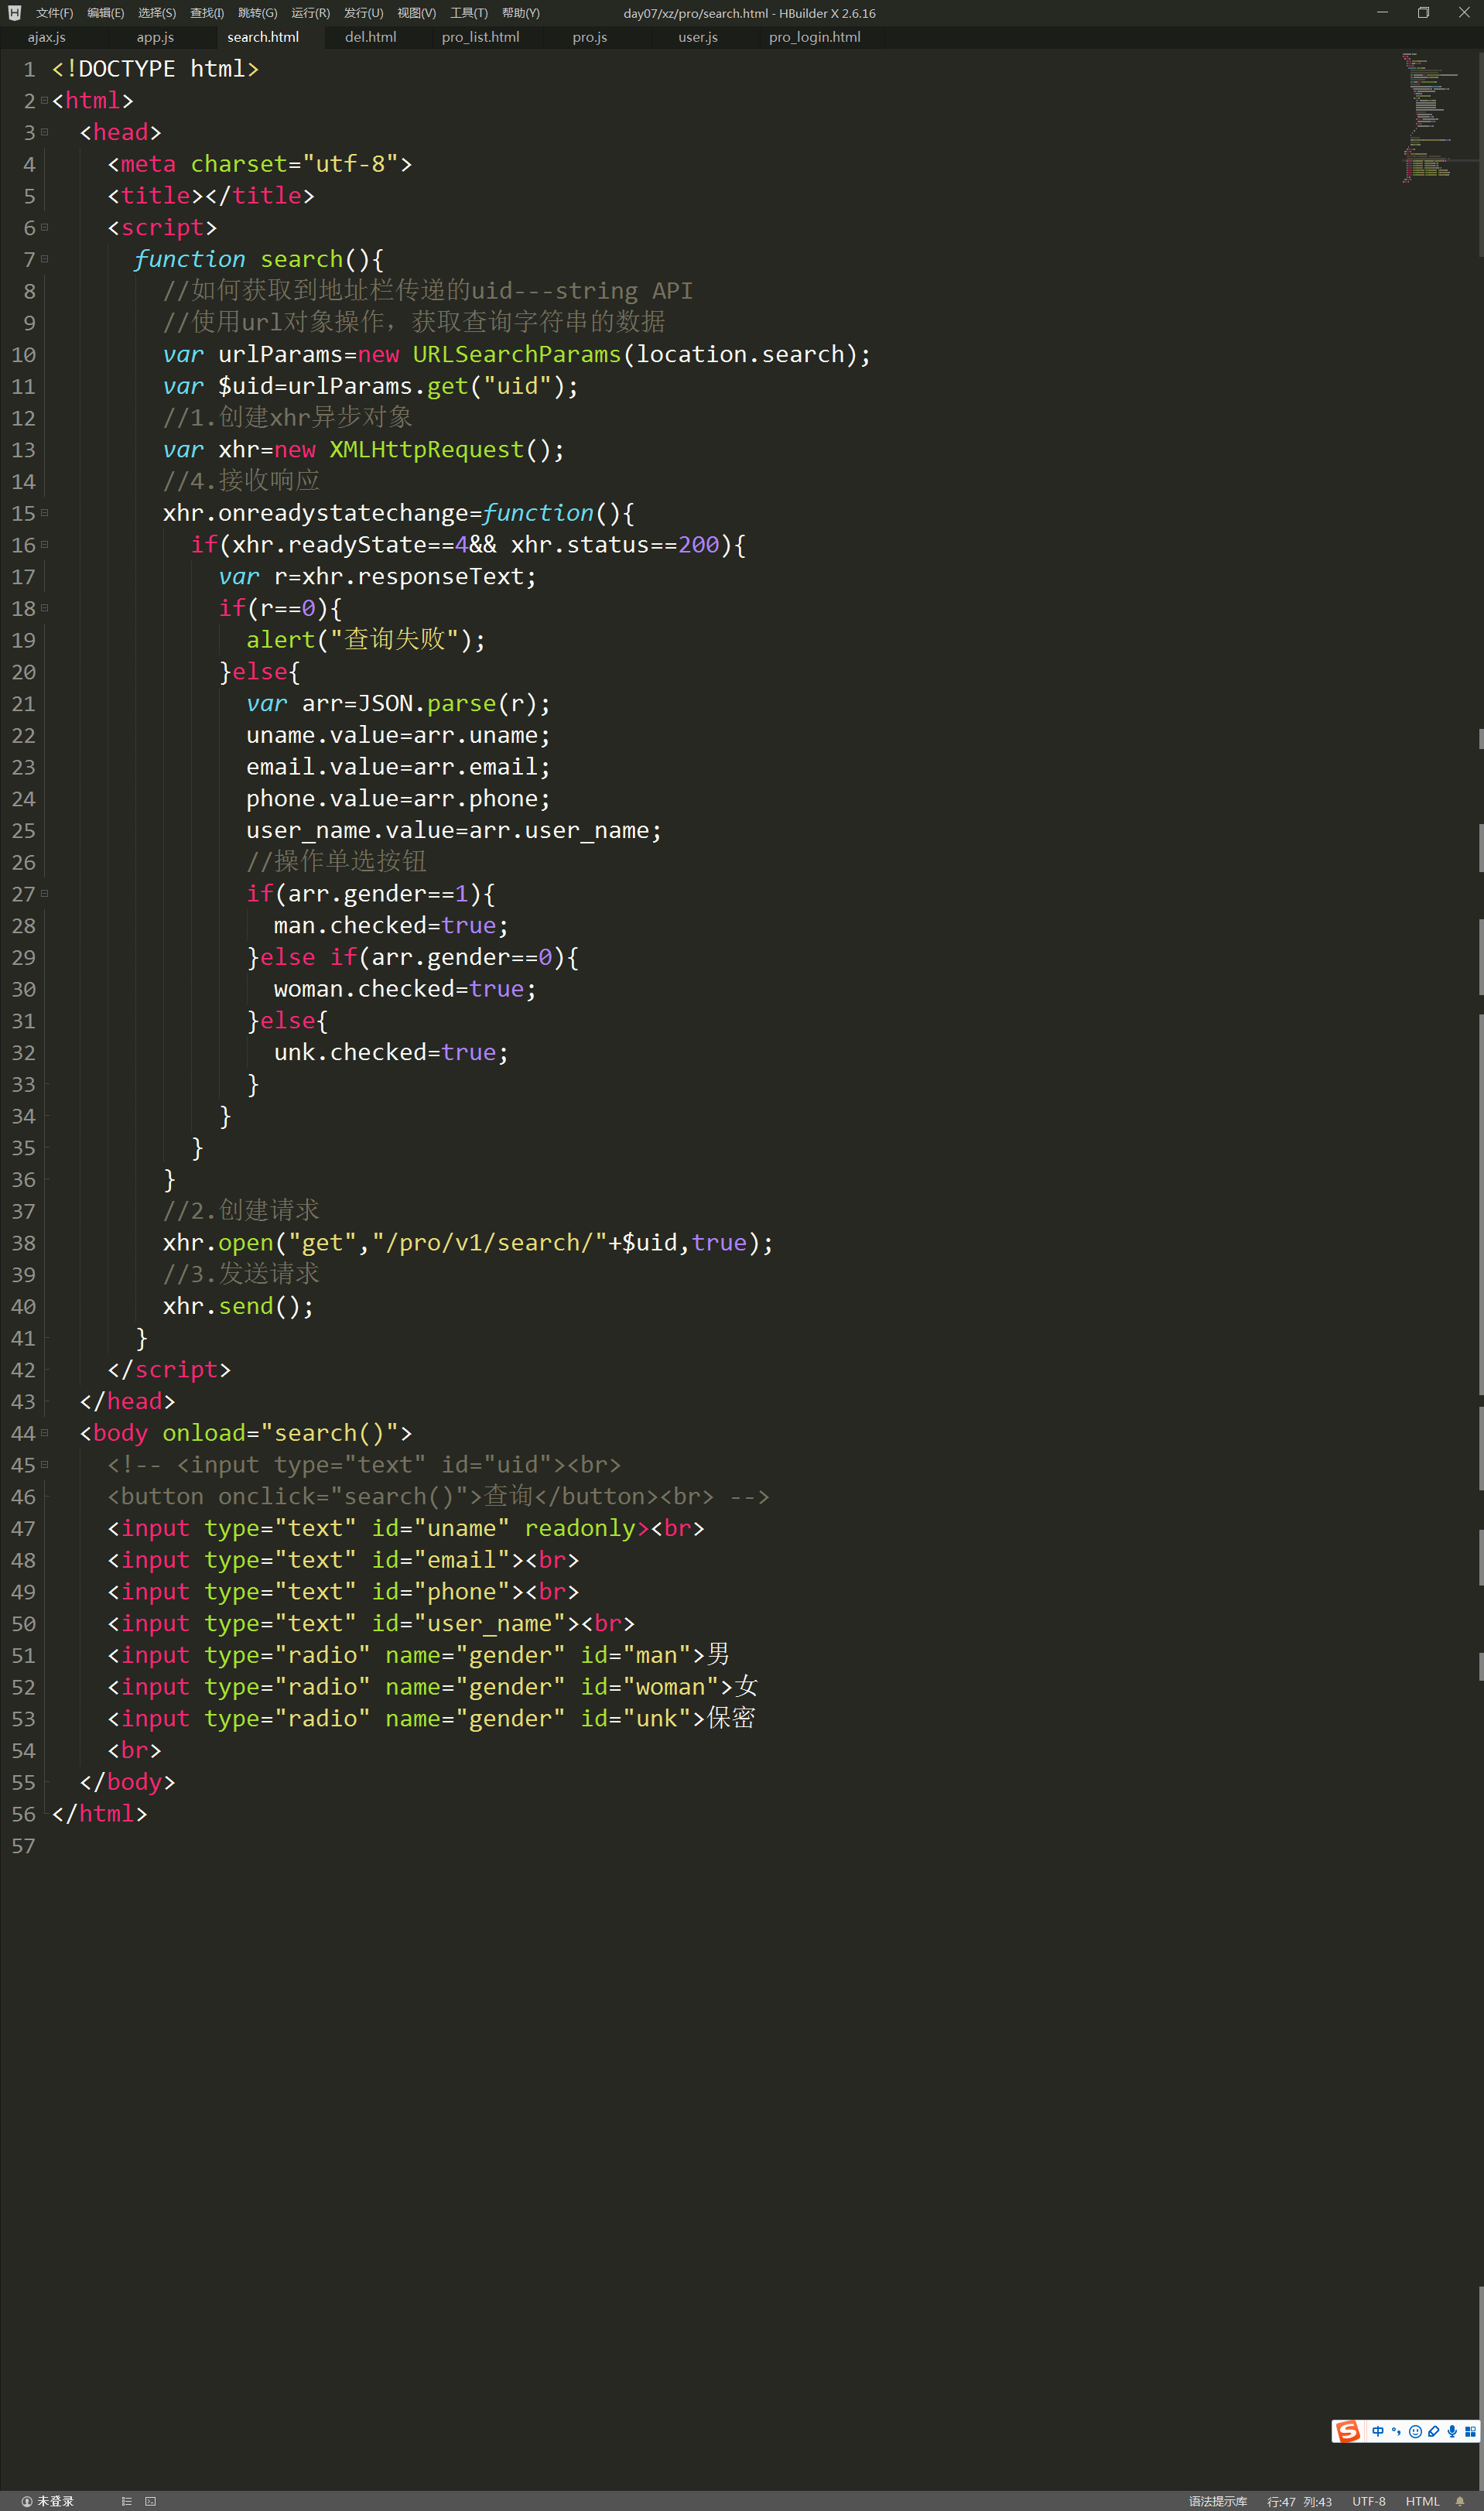 文件(F) 编辑(E) 选择(S) 查找(I) 跳转(G) 运行(R) 发行(U) 视图(V) 工具(T) 帮助(Y) day07/xz/pro/search.html - HBuilder X 2.6.16
ajax.js app.js search.html del.html pro_list.html pro.js user.js pro_login.html
1 <!DOCTYPE html>
2 <html>
3 <head>
4 <meta charset="utf-8">
5 <title></title>
6 <script>
7 function search(){
8 //如何获取到地址栏传递的uid---string API
9 //使用url对象操作，获取查询字符串的数据
10 var urlParams=new URLSearchParams(location.search);
11 var $uid=urlParams.get("uid");
12 //1.创建xhr异步对象
13 var xhr=new XMLHttpRequest();
14 //4.接收响应
15 xhr.onreadystatechange=function(){
16 if(xhr.readyState==4&& xhr.status==200){
17 var r=xhr.responseText;
18 if(r==0){
19 alert("查询失败");
20 }else{
21 var arr=JSON.parse(r);
22 uname.value=arr.uname;
23 email.value=arr.email;
24 phone.value=arr.phone;
25 user_name.value=arr.user_name;
26 //操作单选按钮
27 if(arr.gender==1){
28 man.checked=true;
29 }else if(arr.gender==0){
30 woman.checked=true;
31 }else{
32 unk.checked=true;
33 }
34 }
35 }
36 }
37 //2.创建请求
38 xhr.open("get","/pro/v1/search/"+$uid,true);
39 //3.发送请求
40 xhr.send();
41 }
42 </script>
43 </head>
44 <body onload="search()">
45 <!-- <input type="text" id="uid"><br>
46 <button onclick="search()">查询</button><br> -->
47 <input type="text" id="uname" readonly><br>
48 <input type="text" id="email"><br>
49 <input type="text" id="phone"><br>
50 <input type="text" id="user_name"><br>
51 <input type="radio" name="gender" id="man">男
52 <input type="radio" name="gender" id="woman">女
53 <input type="radio" name="gender" id="unk">保密
54 <br>
55 </body>
56 </html>
57
中
未登录 语法提示库 行:47 列:43 UTF-8 HTML